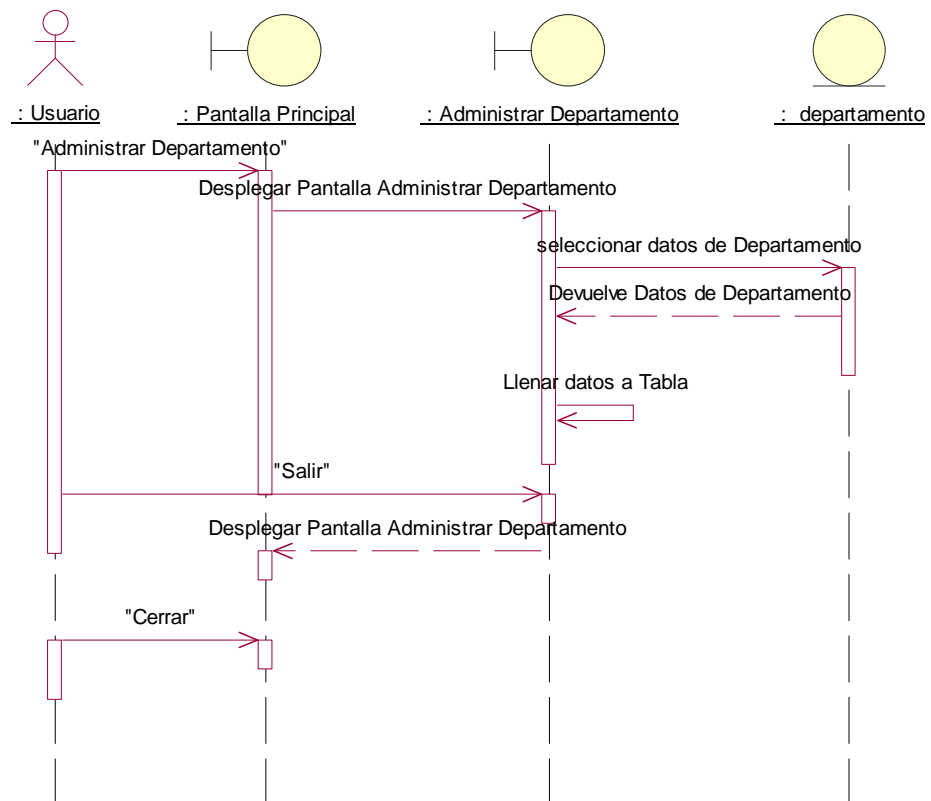 : Usuario
: Pantalla Principal
: Administrar Departamento
: departamento
"Administrar Departamento"
Desplegar Pantalla Administrar Departamento
seleccionar datos de Departamento
Devuelve Datos de Departamento
Llenar datos a Tabla
"Salir"
Desplegar Pantalla Administrar Departamento
"Cerrar"